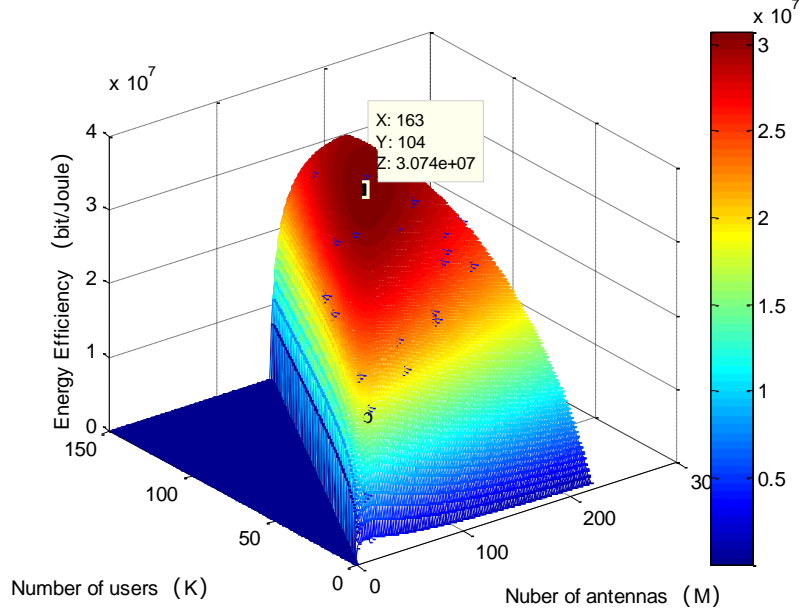 x 10^7
x 10^7
X: 163
Y: 104
Z: 3.074e+07
Energy Efficiency (bit/Joule)
4
3
2
1
0
150
100
50
0
0
100
200
30
Number of users (K)
Nuber of antennas (M)
3
2.5
2
1.5
1
0.5